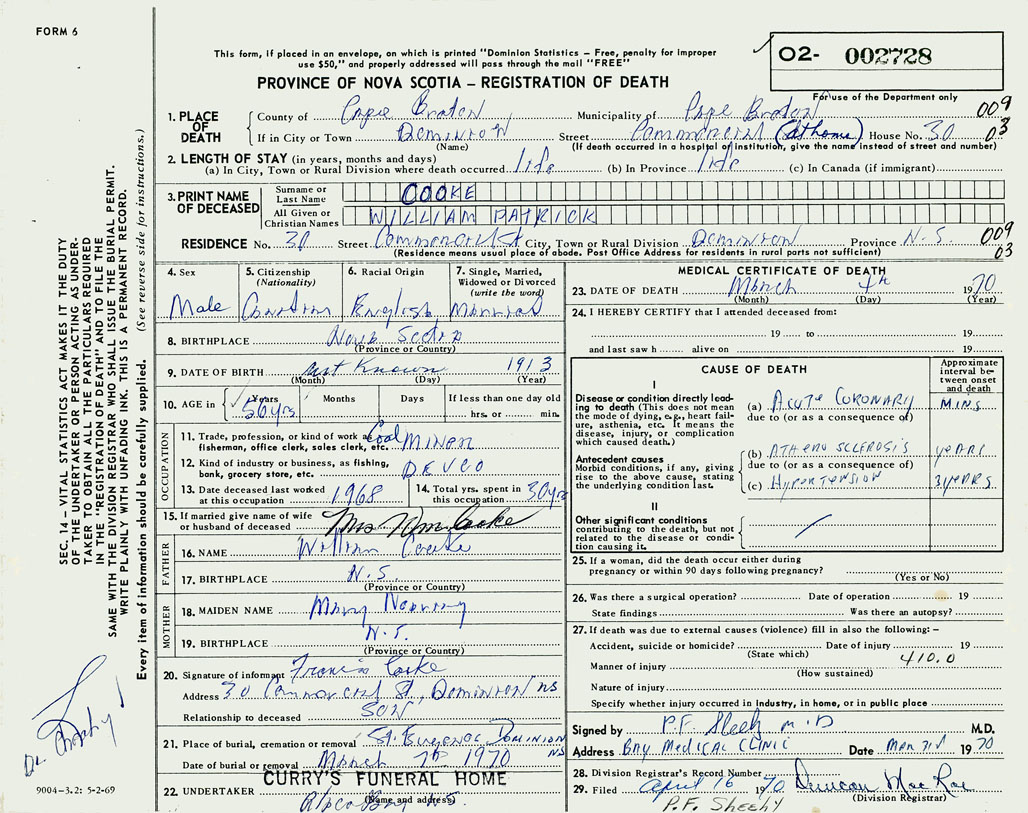 FORM 6
This form, if placed in an envelope, on which is printed "Dominion Statistics – Free, penalty for improper
use $50," and properly addressed will pass through the mail "FREE"
O2- 002728
PROVINCE OF NOVA SCOTIA – REGISTRATION OF DEATH
For use of the Department only
1. PLACE OF DEATH
County of Cape Breton Municipality of Cape Breton 009
If in City or Town Dominion Street Commercial (at home) House No. 30 03
(Name) (If death occurred in a hospital or institution, give the name instead of street and number)
2. LENGTH OF STAY (in years, months and days)
(a) In City, Town or Rural Division where death occurred life (b) In Province life (c) In Canada (if immigrant)
3. PRINT NAME OF DECEASED
Surname or Last Name COOKE
All Given or Christian Names WILLIAM PATRICK
RESIDENCE No. 30 Street Commercial St City, Town or Rural Division Dominion Province N.S. 009
(Residence means usual place of abode. Post Office Address for residents in rural parts not sufficient) 03
4. Sex Male
5. Citizenship (Nationality) Canadian
6. Racial Origin English
7. Single, Married, Widowed or Divorced (write the word) Married
8. BIRTHPLACE Nova Scotia
(Province or Country)
9. DATE OF BIRTH not Known 1913
(Month) (Day) (Year)
10. AGE in Years 56 yrs Months Days If less than one day old
hrs. or min.
OCCUPATION
11. Trade, profession, or kind of work as fisherman, office clerk, sales clerk, etc. Coal MINER
12. Kind of industry or business, as fishing, bank, grocery store, etc. DEVCO
13. Date deceased last worked at this occupation 1968
14. Total yrs. spent in this occupation 30 yrs
15. If married give name of wife or husband of deceased Mrs Wm Cooke
FATHER
16. NAME William Cooke
17. BIRTHPLACE N.S.
(Province or Country)
MOTHER
18. MAIDEN NAME Mary
19. BIRTHPLACE N.S.
(Province or Country)
20. Signature of informant Francis Cooke
Address 30 Commercial St, Dominion NS
Relationship to deceased SON
21. Place of burial, cremation or removal St. Eugene's DOMINION NS
Date of burial or removal March 7th 1970
CURRY'S FUNERAL HOME
22. UNDERTAKER
(Name and address)
MEDICAL CERTIFICATE OF DEATH
23. DATE OF DEATH March 4th 1970
(Month) (Day) (Year)
24. I HEREBY CERTIFY that I attended deceased from:
19 to 19
and last saw h alive on 19
CAUSE OF DEATH
Approximate interval between onset and death
I
Disease or condition directly leading to death (This does not mean the mode of dying, e.g., heart failure, asthenia, etc. It means the disease, injury, or complication which caused death.)
(a) ACUTE CORONARY MINS
due to (or as a consequence of)
Antecedent causes
Morbid conditions, if any, giving rise to the above cause, stating the underlying condition last.
(b) ATHERO SCLEROSIS years
due to (or as a consequence of)
(c) HYPERTENSION 3 years
II
Other significant conditions
contributing to the death, but not related to the disease or condition causing it.
25. If a woman, did the death occur either during pregnancy or within 90 days following pregnancy?
(Yes or No)
26. Was there a surgical operation? Date of operation 19
State findings Was there an autopsy?
27. If death was due to external causes (violence) fill in also the following: –
Accident, suicide or homicide? Date of injury 19
(State which) 410.0
Manner of injury
(How sustained)
Nature of injury
Specify whether injury occurred in industry, in home, or in public place
Signed by P.F. Sheehy M.D M.D.
Address BAY MEDICAL CLINIC Date 1970
28. Division Registrar's Record Number
29. Filed April 16 1970 Duncan MacRae
(Division Registrar)
P.F. SHEEHY
SEC. 14 – VITAL STATISTICS ACT MAKES IT THE DUTY
OF THE UNDERTAKER OR PERSON ACTING AS UNDER-
TAKER TO OBTAIN ALL THE PARTICULARS REQUIRED
IN THE "REGISTRATION OF DEATH" AND TO FILE THE
SAME WITH THE DIVISION REGISTRAR WHO SHALL ISSUE THE BURIAL PERMIT.
WRITE PLAINLY WITH UNFADING INK. THIS IS A PERMANENT RECORD.
Every item of information should be carefully supplied. (See reverse side for instructions.)
Dr. Sheehy
9004-3.2: 5-2-69